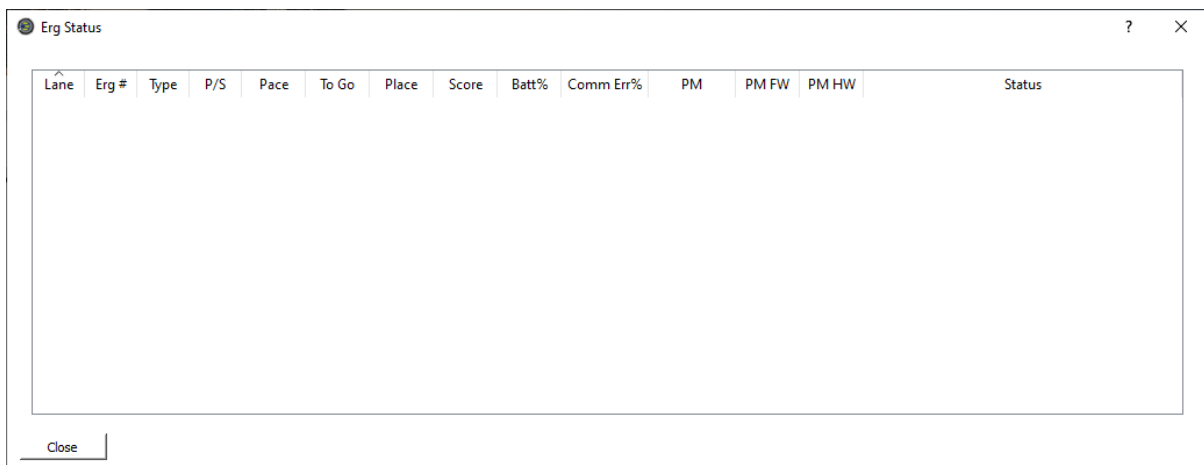 Erg Status
Lane Erg # Type P/S Pace To Go Place Score Batt% Comm Err% PM PM FW PM HW Status
Close